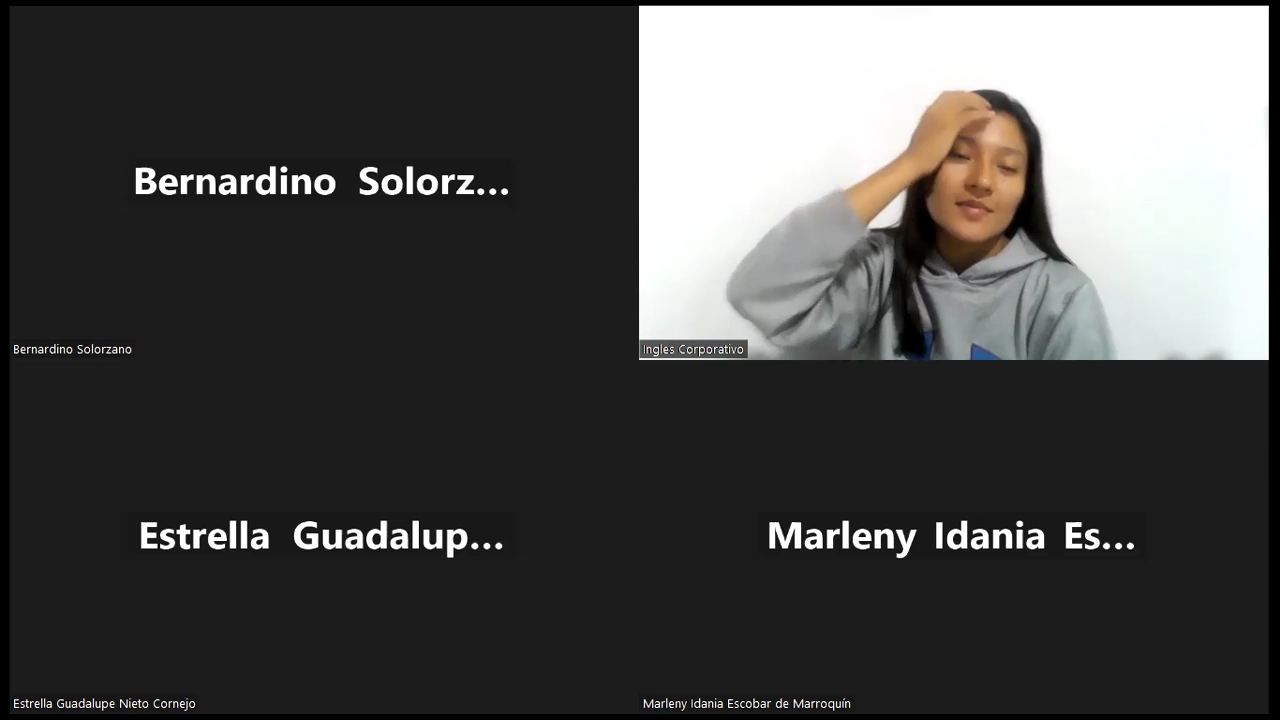 Bernardino Solorz...
Bernardino Solorzano
Ingles Corporativo
Estrella Guadalup...
Marleny Idania Es...
Estrella Guadalupe Nieto Cornejo
Marleny Idania Escobar de Marroquín